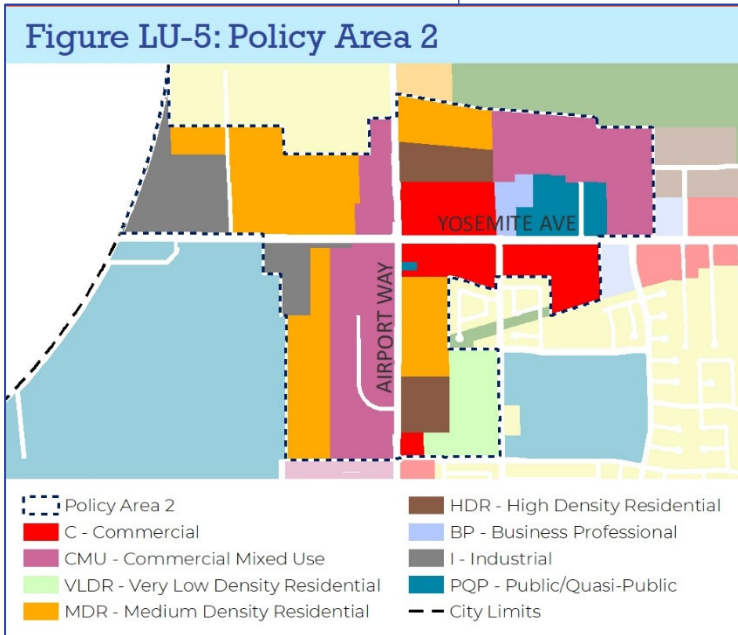 Figure LU-5: Policy Area 2
YOSEMITE AVE
AIRPORT WAY
Policy Area 2
C - Commercial
CMU - Commercial Mixed Use
VLDR - Very Low Density Residential
MDR - Medium Density Residential
HDR - High Density Residential
BP - Business Professional
I - Industrial
PQP - Public/Quasi-Public
City Limits